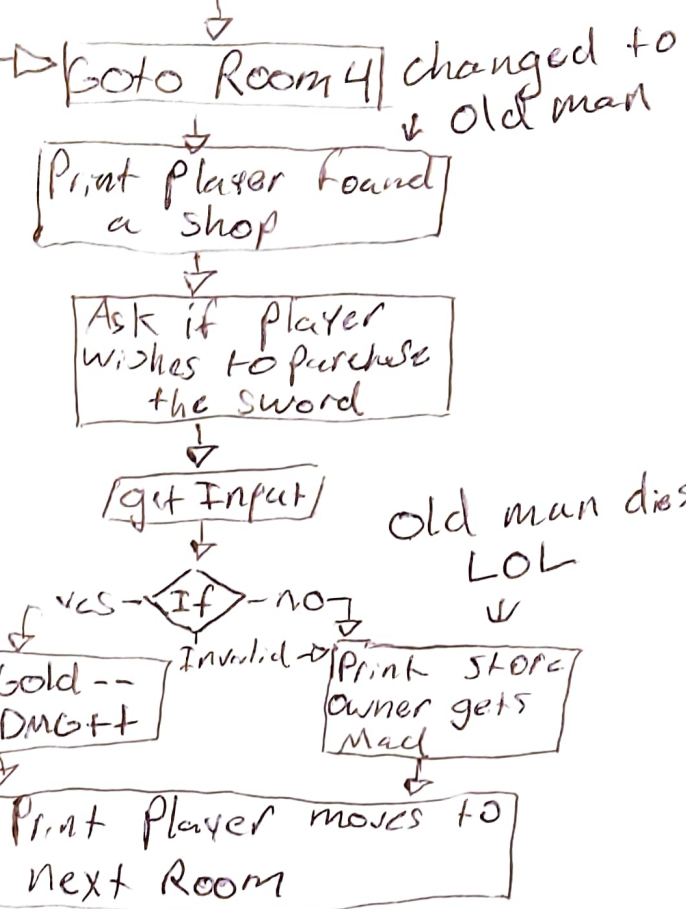 Goto Room 4
changed to
old man
Print Player Found
a shop
Ask if Player
wishes to purchase
the sword
get Input
old man dies
LOL
yes
If
no
Invalid
Gold --
DMG++
Print store
owner gets
Mad
Print Player moves to
next Room